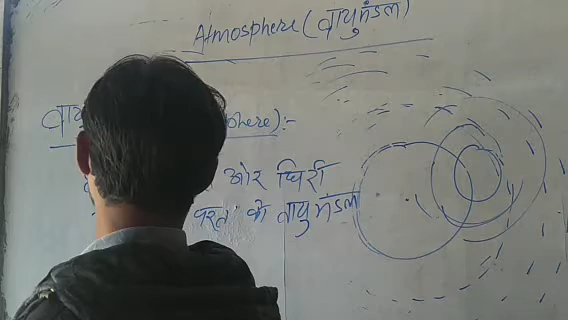 Atmosphere (वायुमंडल)
वाय phere):-
ओर घिरी
परत को वायुमंडल